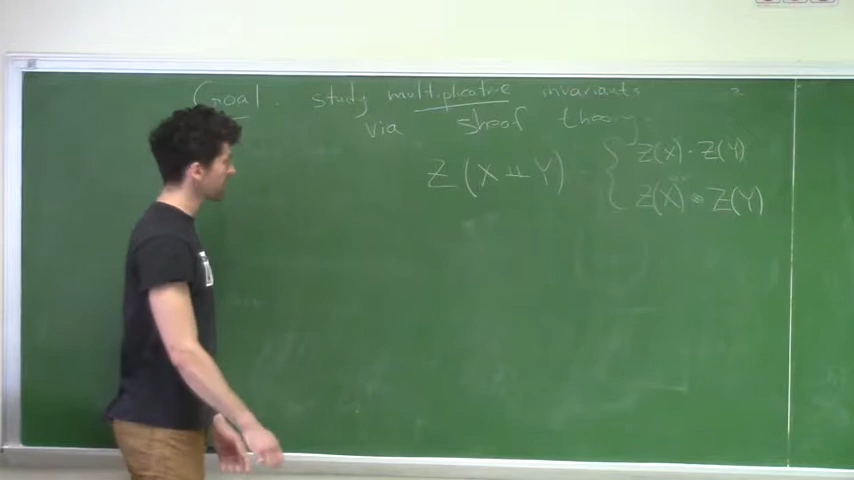 Goal. study multiplicative invariants
via sheaf theory
Z(X ⊔ Y) { Z(X) · Z(Y)
Z(X) ⊗ Z(Y)